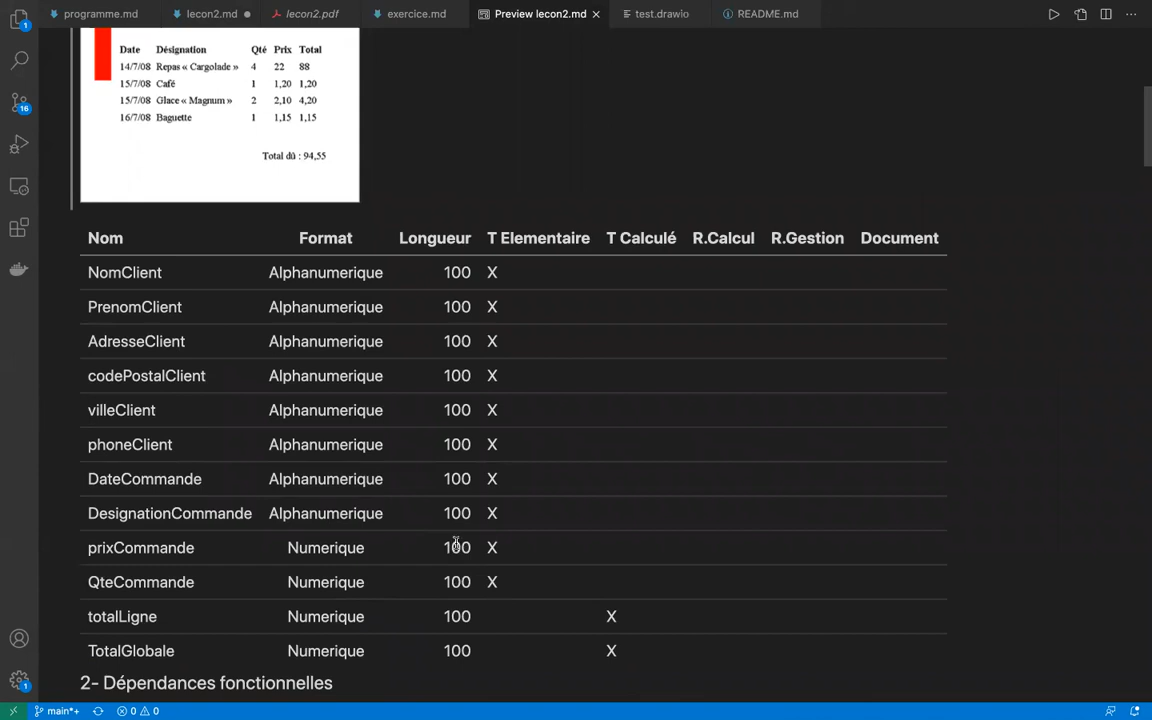 programme.md lecon2.md lecon2.pdf exercice.md Preview lecon2.md test.drawio README.md
1
16
1
Date Désignation Qté Prix Total
14/7/08 Repas « Cargolade » 4 22 88
15/7/08 Café 1 1,20 1,20
15/7/08 Glace « Magnum » 2 2,10 4,20
16/7/08 Baguette 1 1,15 1,15
Total dû : 94,55
Nom Format Longueur T Elementaire T Calculé R.Calcul R.Gestion Document
NomClient Alphanumerique 100 X
PrenomClient Alphanumerique 100 X
AdresseClient Alphanumerique 100 X
codePostalClient Alphanumerique 100 X
villeClient Alphanumerique 100 X
phoneClient Alphanumerique 100 X
DateCommande Alphanumerique 100 X
DesignationCommande Alphanumerique 100 X
prixCommande Numerique 100 X
QteCommande Numerique 100 X
totalLigne Numerique 100 X
TotalGlobale Numerique 100 X
2- Dépendances fonctionnelles
main*+ 0 0